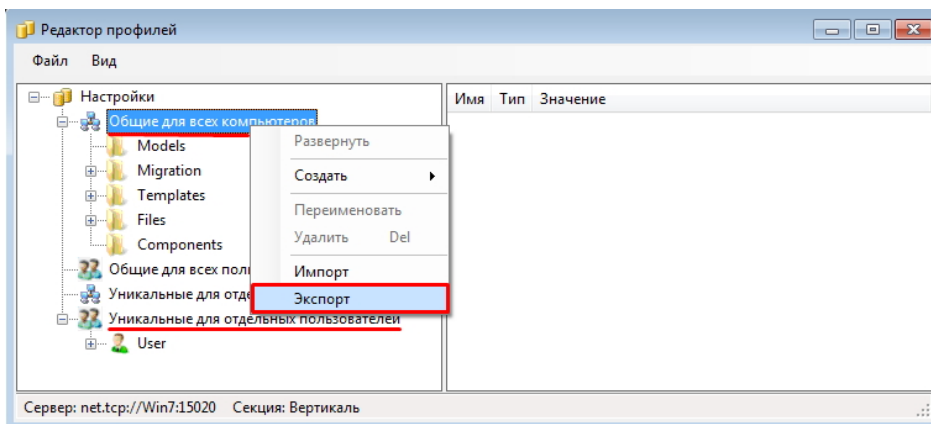 Редактор профилей
Файл Вид
Настройки
Имя Тип Значение
Общие для всех компьютеров
Models
Развернуть
Migration
Создать
Templates
Переименовать
Files
Удалить Del
Components
Общие для всех
Импорт
Уникальные для
Экспорт
Уникальные для отдельных пользователей
User
Сервер: net.tcp://Win7:15020 Секция: Вертикаль